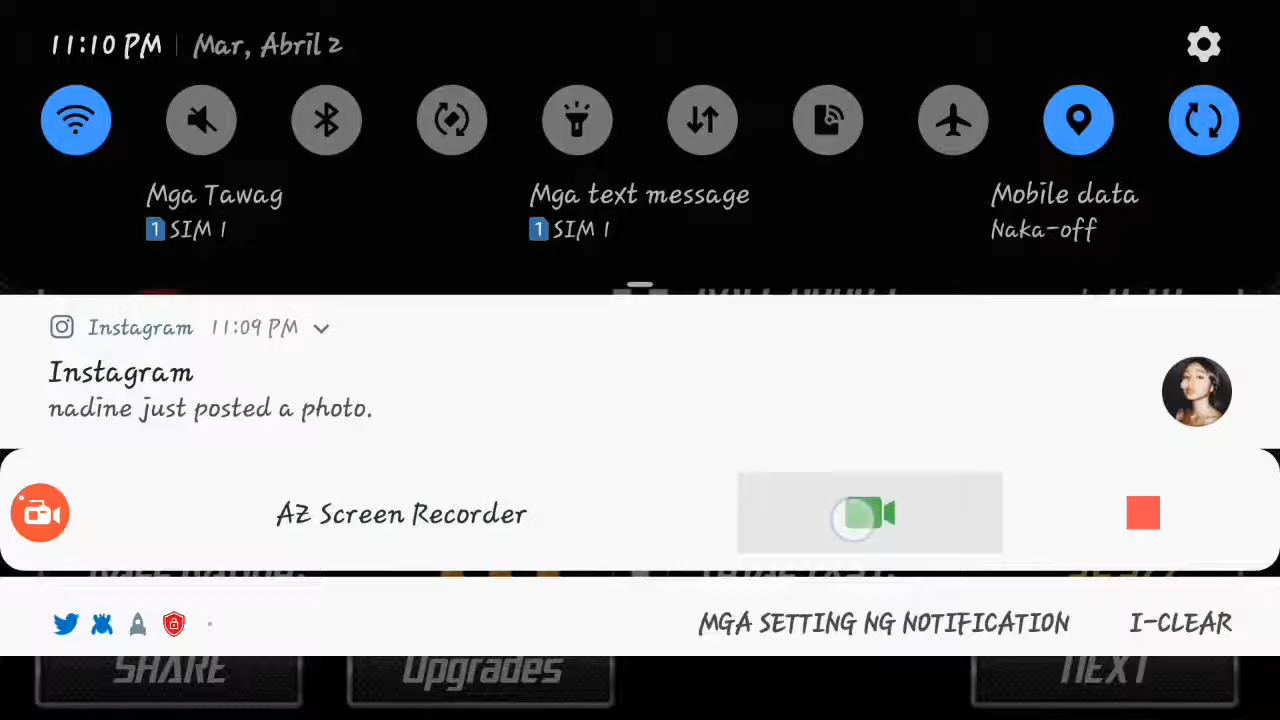 11:10 PM | Mar, Abril 2
Mga Tawag
1 SIM 1
Mga text message
1 SIM 1
Mobile data
Naka-off
Instagram 11:09 PM
Instagram
nadine just posted a photo.
AZ Screen Recorder
MGA SETTING NG NOTIFICATION
I-CLEAR
SHARE
Upgrades
NEXT